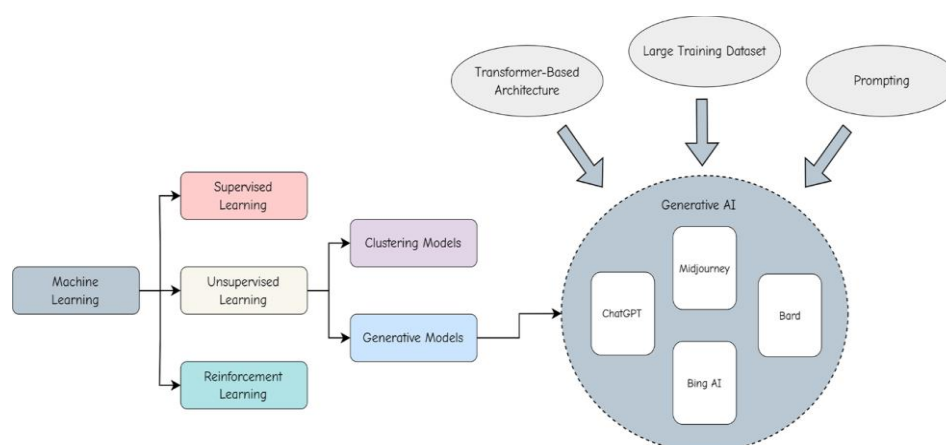 Large Training Dataset
Transformer-Based
Architecture
Prompting
Supervised
Learning
Generative AI
Clustering Models
Midjourney
Machine
Learning
Unsupervised
Learning
ChatGPT
Bard
Generative Models
Bing AI
Reinforcement
Learning